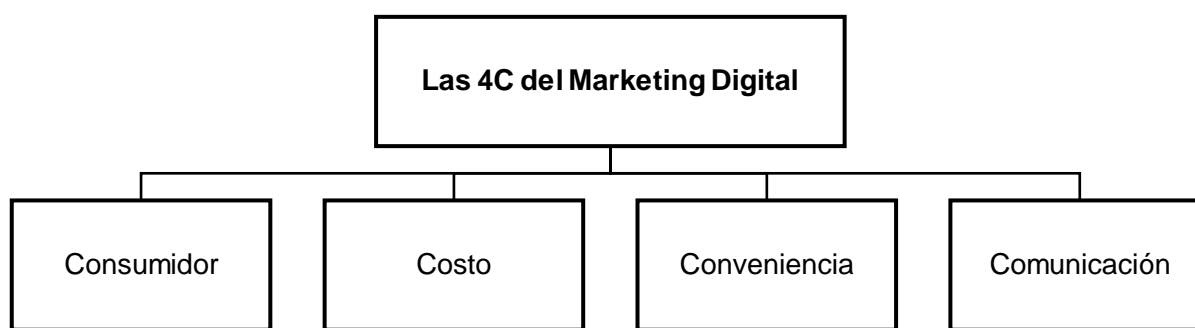 Las 4C del Marketing Digital
Consumidor
Costo
Conveniencia
Comunicación